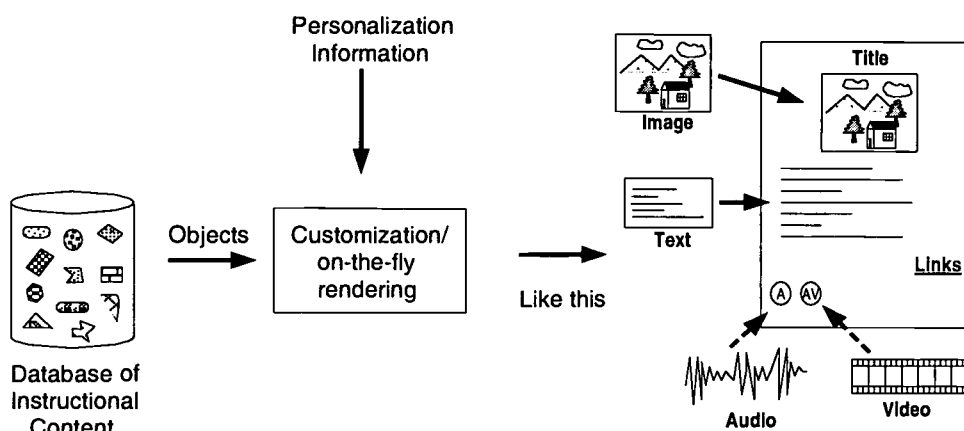 Personalization
Information
Objects
Customization/
on-the-fly
rendering
Like this
Database of
Instructional
Content
Image
Text
Title
Links
A
AV
Audio
Video